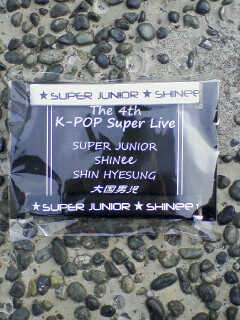 ★SUPER JUNIOR★SHINee
The 4th
K-POP Super Live
SUPER JUNIOR
SHINee
SHIN HYESUNG
大国男児
★SUPER JUNIOR★SHINee